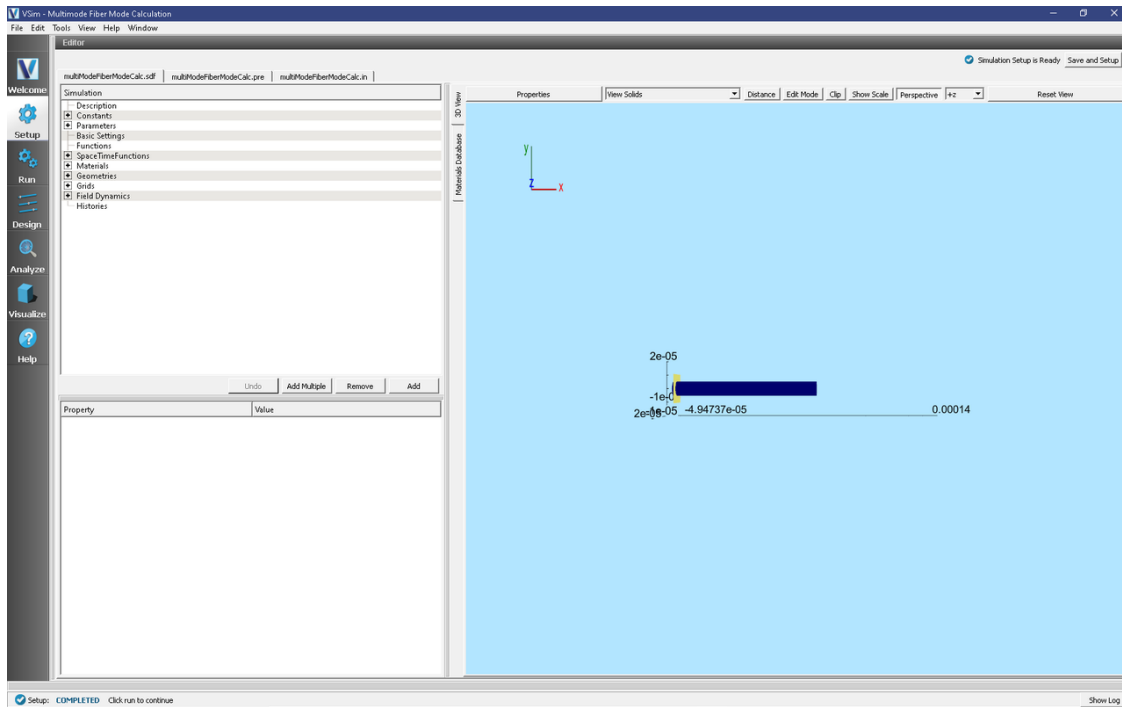 VSim - Multimode Fiber Mode Calculation
File Edit Tools View Help Window
Editor
Simulation Setup is Ready Save and Setup
multiModeFiberModeCalc.sdf multiModeFiberModeCalc.pre multiModeFiberModeCalc.in
Welcome
Setup
Run
Design
Analyze
Visualize
Help
Simulation
Description
Constants
Parameters
Basic Settings
Functions
SpaceTimeFunctions
Materials
Geometries
Grids
Field Dynamics
Histories
Undo Add Multiple Remove Add
Property Value
3D View
Materials Database
Properties View Solids Distance Edit Mode Clip Show Scale Perspective +z Reset View
y
z x
2e-05
-4.94737e-05 0.00014
Setup: COMPLETED Click run to continue
Show Log